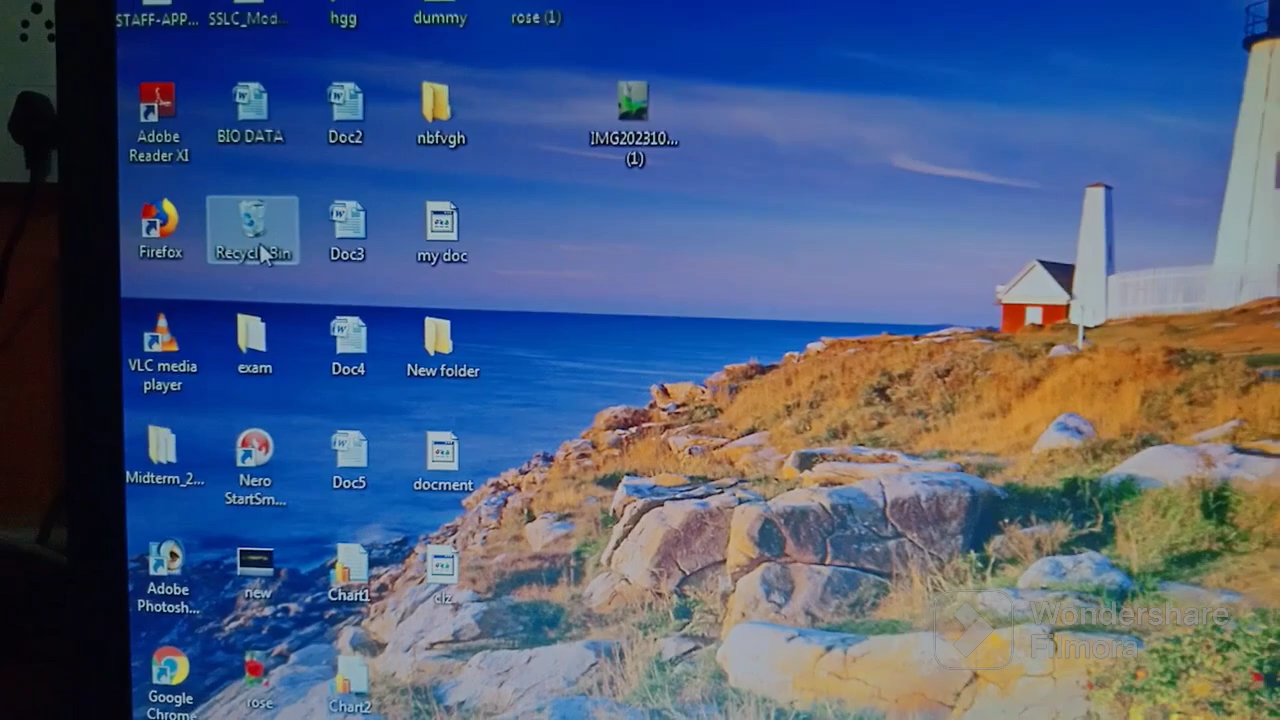 STAFF-APP...
SSLC_Mod...
hgg
dummy
rose (1)
Adobe
Reader XI
BIO DATA
Doc2
nbfvgh
IMG202310...
(1)
Firefox
Recycle Bin
Doc3
my doc
VLC media
player
exam
Doc4
New folder
Midterm_2...
Nero
StartSm...
Doc5
docment
Adobe
Photosh...
new
Chart1
clz
Google
Chrome
rose
Chart2
Wondershare
Filmora